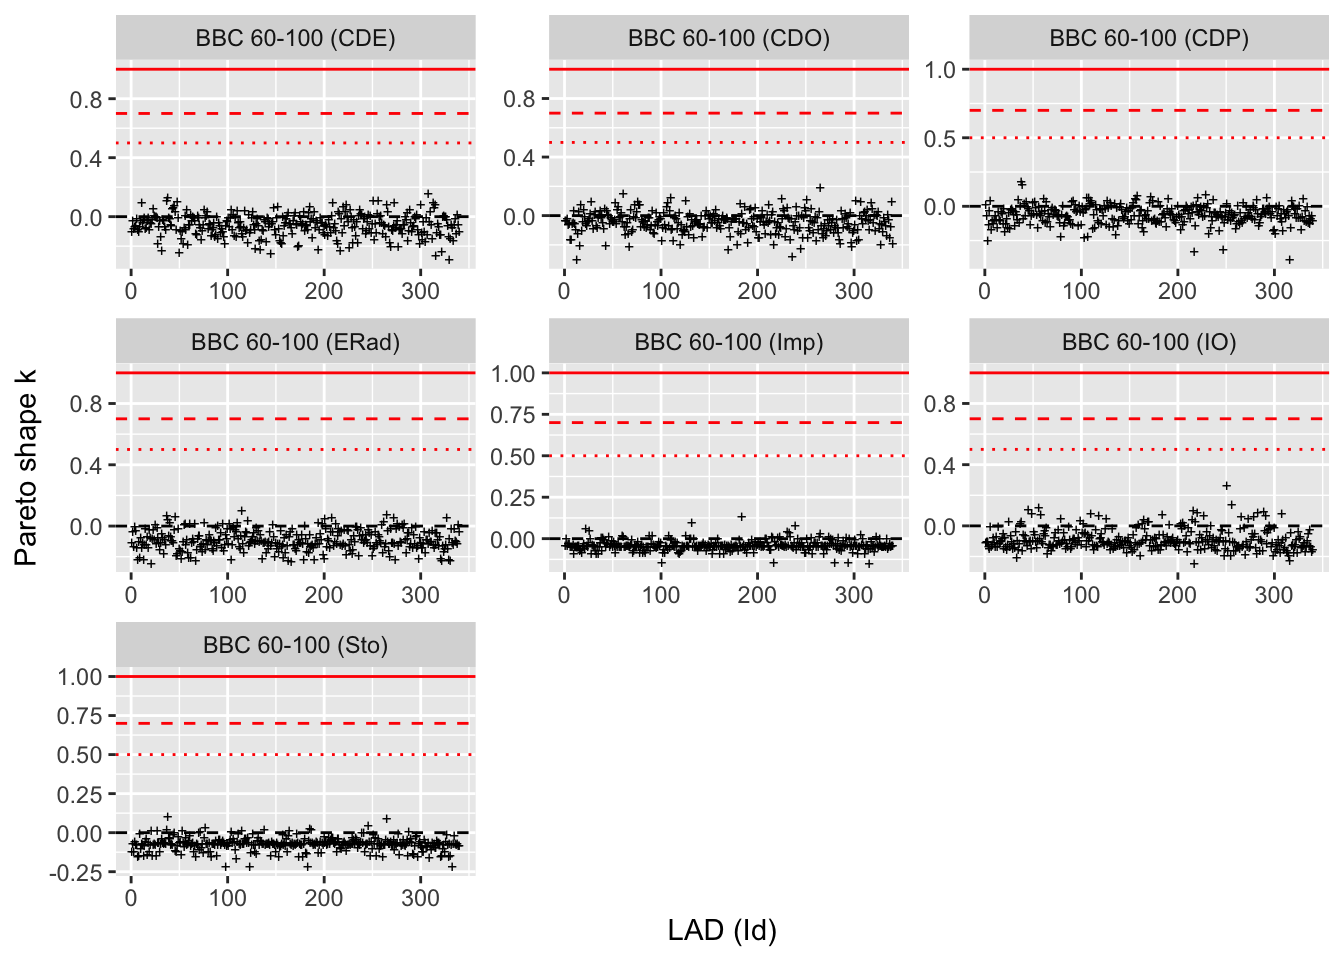 BBC 60-100 (CDE)
BBC 60-100 (CDO)
BBC 60-100 (CDP)
0.8
0.4
0.0
0.8
0.4
0.0
1.0
0.5
0.0
0 100 200 300
0 100 200 300
0 100 200 300
BBC 60-100 (ERad)
BBC 60-100 (Imp)
BBC 60-100 (IO)
0.8
0.4
0.0
1.00
0.75
0.50
0.25
0.00
0.8
0.4
0.0
0 100 200 300
0 100 200 300
0 100 200 300
Pareto shape k
BBC 60-100 (Sto)
1.00
0.75
0.50
0.25
0.00
-0.25
0 100 200 300
LAD (Id)